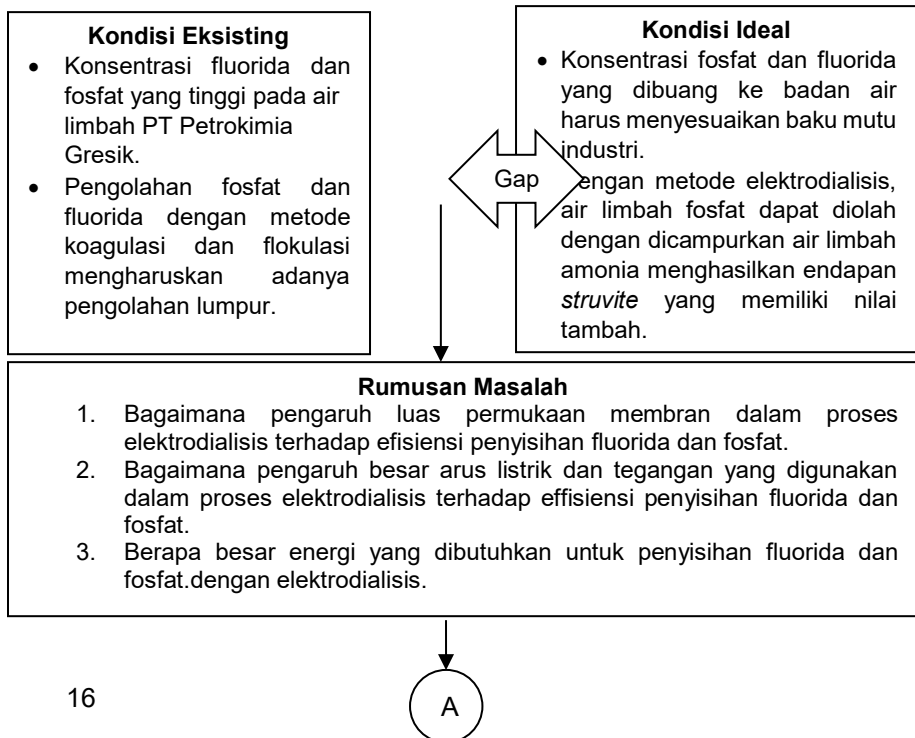 Kondisi Eksisting
• Konsentrasi fluorida dan
fosfat yang tinggi pada air
limbah PT Petrokimia
Gresik.
• Pengolahan fosfat dan
fluorida dengan metode
koagulasi dan flokulasi
mengharuskan adanya
pengolahan lumpur.
Gap
Kondisi Ideal
• Konsentrasi fosfat dan fluorida
yang dibuang ke badan air
harus menyesuaikan baku mutu
industri.
engan metode elektrodialisis,
air limbah fosfat dapat diolah
dengan dicampurkan air limbah
amonia menghasilkan endapan
struvite yang memiliki nilai
tambah.
Rumusan Masalah
1. Bagaimana pengaruh luas permukaan membran dalam proses
elektrodialisis terhadap efisiensi penyisihan fluorida dan fosfat.
2. Bagaimana pengaruh besar arus listrik dan tegangan yang digunakan
dalam proses elektrodialisis terhadap effisiensi penyisihan fluorida dan
fosfat.
3. Berapa besar energi yang dibutuhkan untuk penyisihan fluorida dan
fosfat.dengan elektrodialisis.
16
A